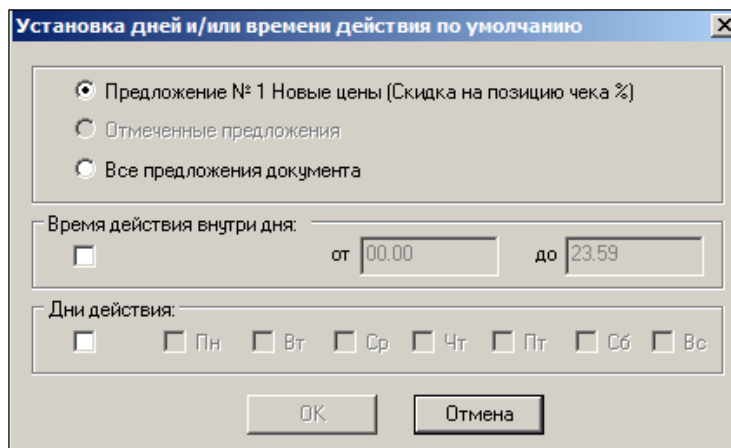 Установка дней и/или времени действия по умолчанию
Предложение № 1 Новые цены (Скидка на позицию чека %)
Отмеченные предложения
Все предложения документа
Время действия внутри дня:
от 00.00 до 23.59
Дни действия:
Пн Вт Ср Чт Пт Сб Вс
OK Отмена